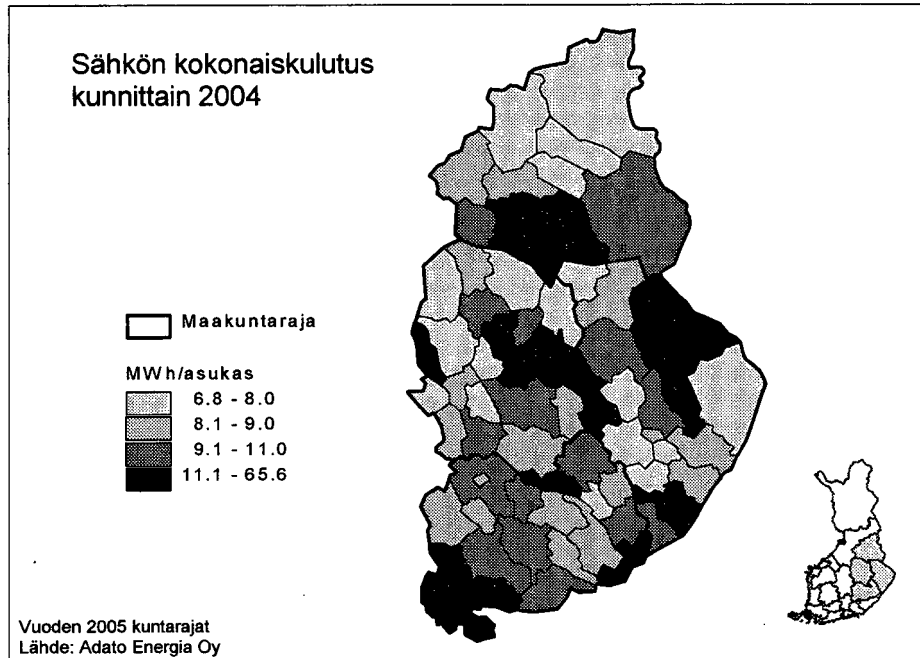 Sähkön kokonaiskulutus
kunnittain 2004
Maakuntaraja
MWh/asukas
6.8 - 8.0
8.1 - 9.0
9.1 - 11.0
11.1 - 65.6
Vuoden 2005 kuntarajat
Lähde: Adato Energia Oy